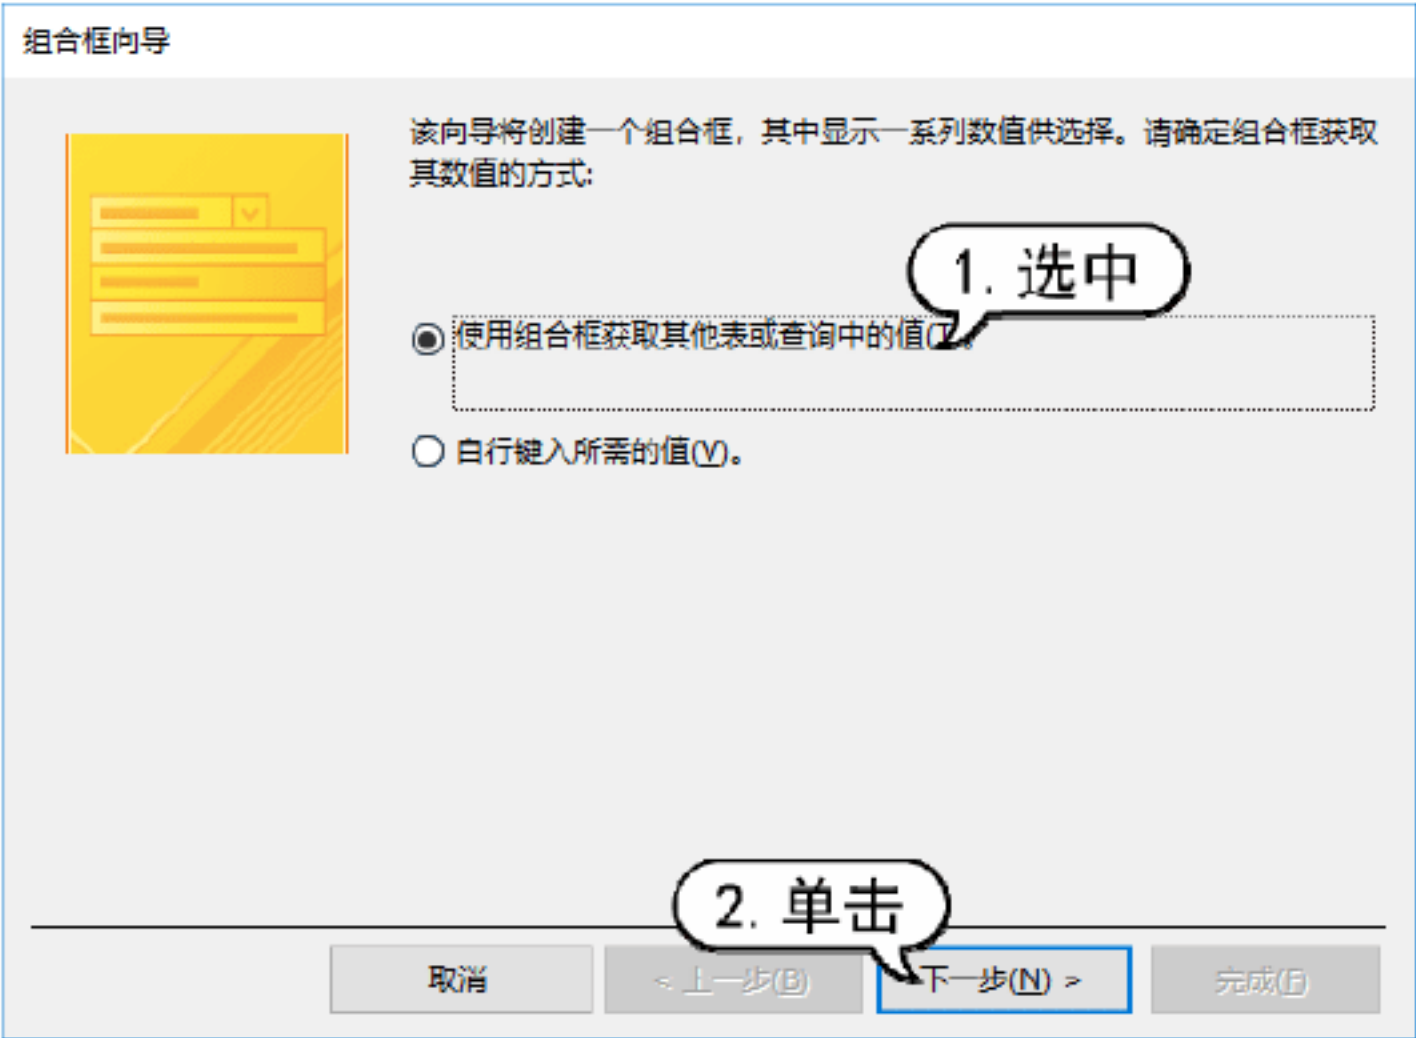 组合框向导
该向导将创建一个组合框，其中显示一系列数值供选择。请确定组合框获取
其数值的方式:
1. 选中
使用组合框获取其他表或查询中的值(T)。
自行键入所需的值(V)。
2. 单击
取消
< 上一步(B)
下一步(N) >
完成(F)